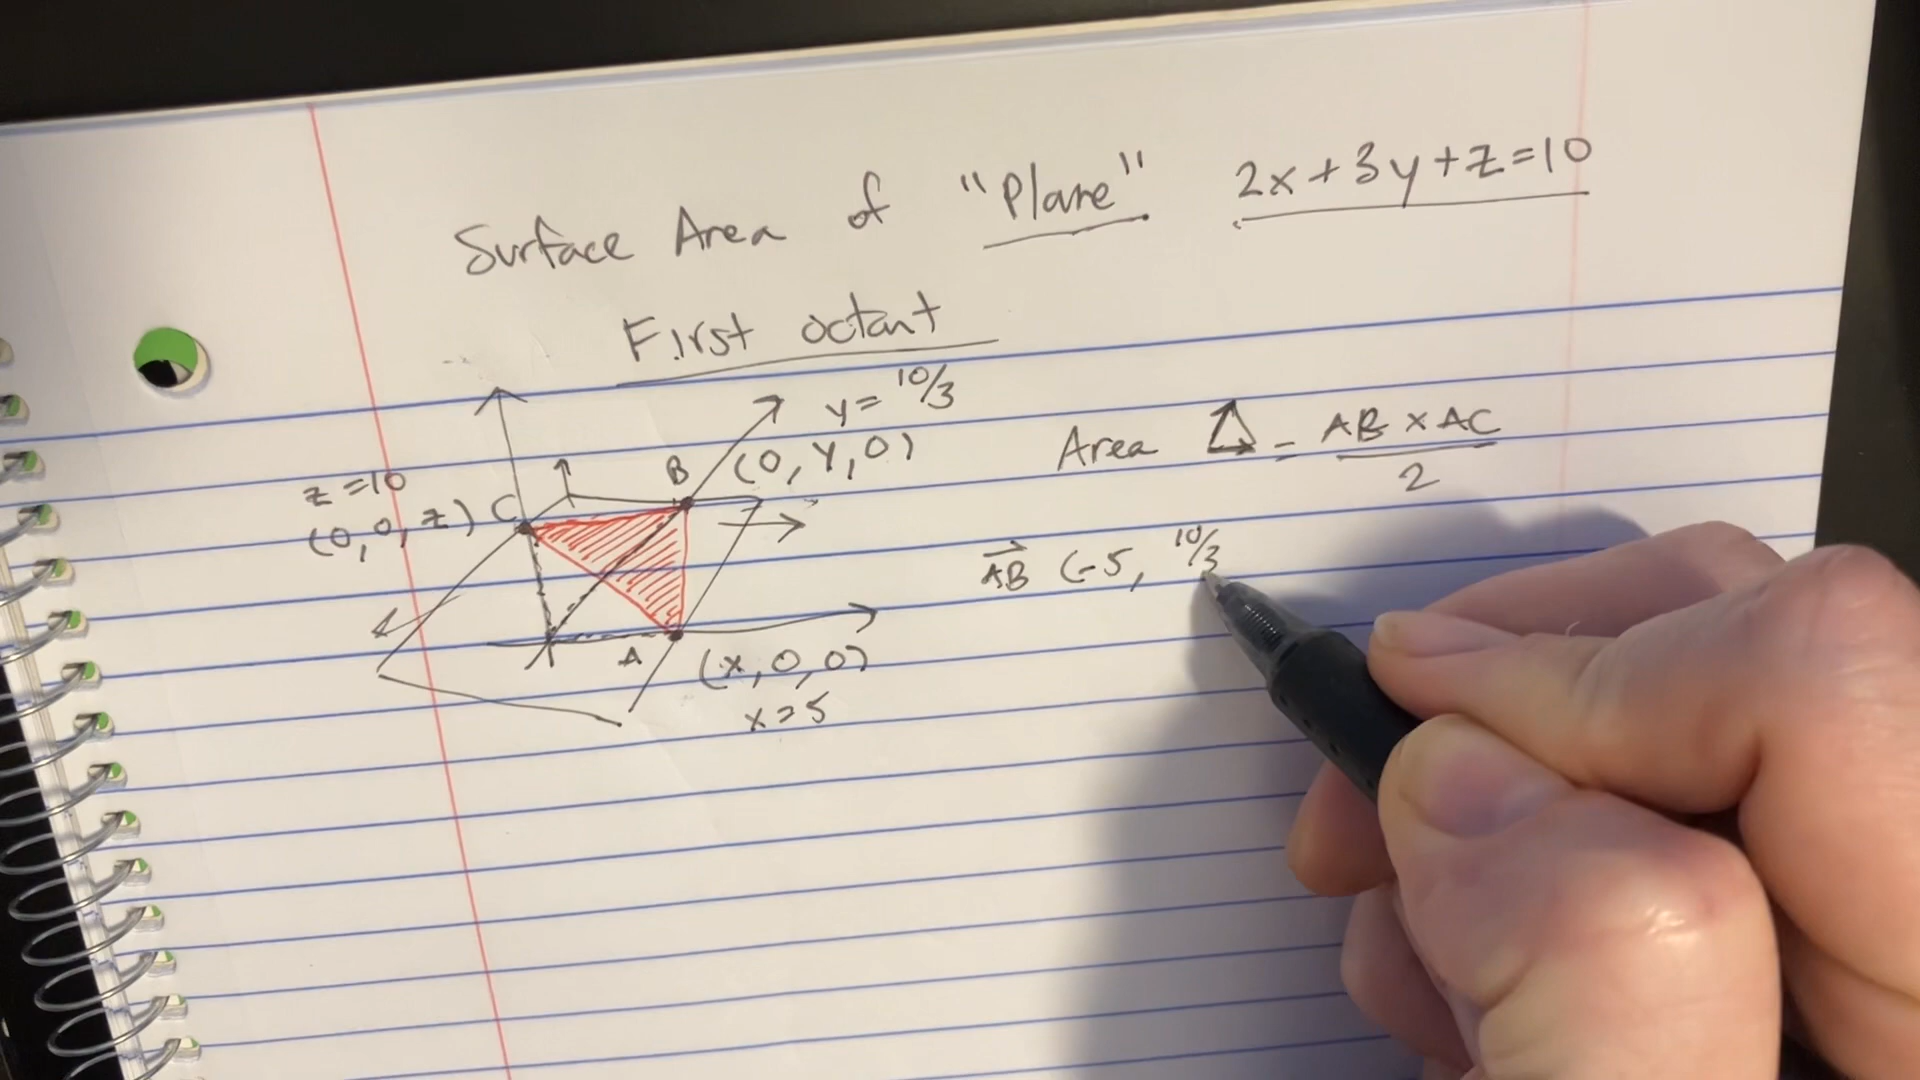 Surface Area of "Plane" 2x+3y+z=10
First octant
y= 10/3
(0, Y, 0)
B
z=10
(0, 0, z) C
A
(x, 0, 0)
x=5
Area Δ = AB × AC
2
AB (-5, 10/3